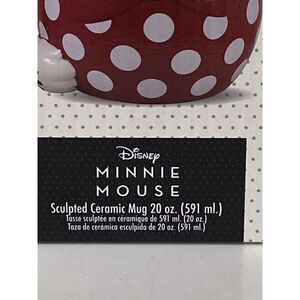 Disney
MINNIE
MOUSE
Sculpted Ceramic Mug 20 oz. (591 ml.)
Tasse sculptée en céramique de 591 ml. (20 oz.)
Taza de cerámica esculpida de 20 oz. (591 ml.)